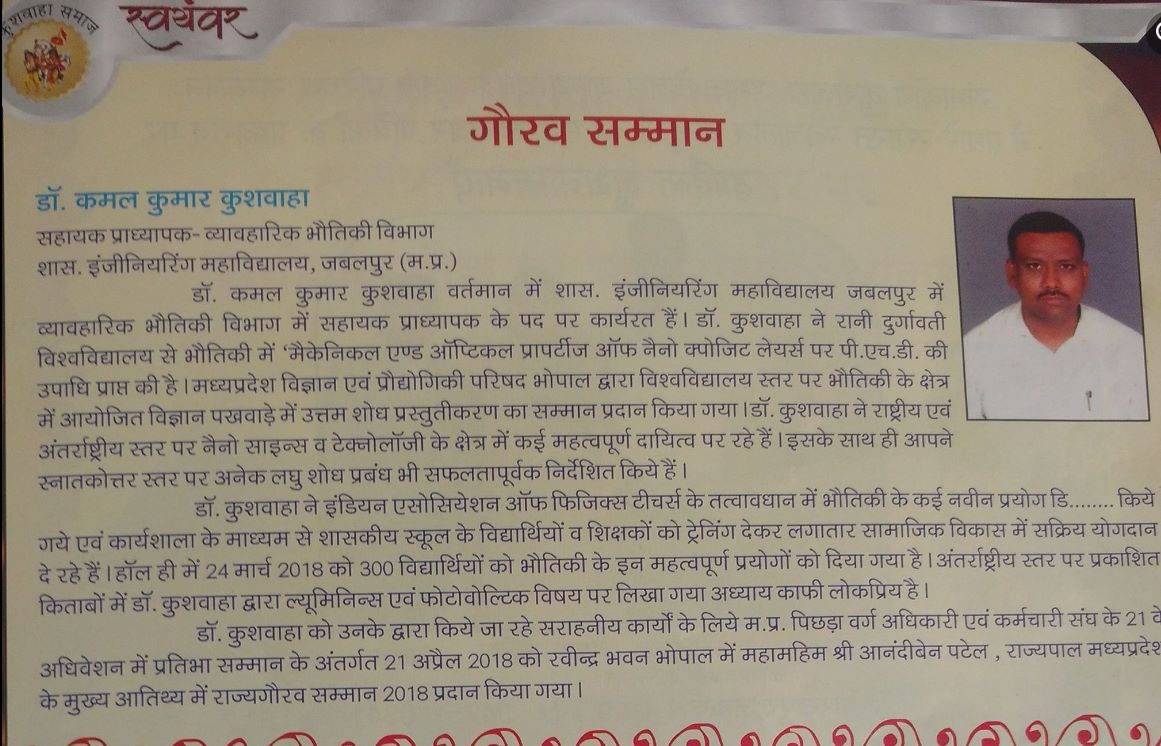 कुशवाहा समाज
स्वयंवर
गौरव सम्मान
डॉ. कमल कुमार कुशवाहा
सहायक प्राध्यापक- व्यावहारिक भौतिकी विभाग
शास. इंजीनियरिंग महाविद्यालय, जबलपुर (म.प्र.)
डॉ. कमल कुमार कुशवाहा वर्तमान में शास. इंजीनियरिंग महाविद्यालय जबलपुर में
व्यावहारिक भौतिकी विभाग में सहायक प्राध्यापक के पद पर कार्यरत हैं। डॉ. कुशवाहा ने रानी दुर्गावती
विश्वविद्यालय से भौतिकी में ‘मैकेनिकल एण्ड ऑप्टिकल प्रापर्टीज ऑफ नैनो क्पोजिट लेयर्स पर पी.एच.डी. की
उपाधि प्राप्त की है। मध्यप्रदेश विज्ञान एवं प्रौद्योगिकी परिषद भोपाल द्वारा विश्वविद्यालय स्तर पर भौतिकी के क्षेत्र
में आयोजित विज्ञान पखवाड़े में उत्तम शोध प्रस्तुतीकरण का सम्मान प्रदान किया गया।डॉ. कुशवाहा ने राष्ट्रीय एवं
अंतर्राष्ट्रीय स्तर पर नैनो साइन्स व टेक्नोलॉजी के क्षेत्र में कई महत्वपूर्ण दायित्व पर रहे हैं। इसके साथ ही आपने
स्नातकोत्तर स्तर पर अनेक लघु शोध प्रबंध भी सफलतापूर्वक निर्देशित किये हैं।
डॉ. कुशवाहा ने इंडियन एसोसियेशन ऑफ फिजिक्स टीचर्स के तत्वावधान में भौतिकी के कई नवीन प्रयोग डि........ किये
गये एवं कार्यशाला के माध्यम से शासकीय स्कूल के विद्यार्थियों व शिक्षकों को ट्रेनिंग देकर लगातार सामाजिक विकास में सक्रिय योगदान
दे रहे हैं। हॉल ही में 24 मार्च 2018 को 300 विद्यार्थियों को भौतिकी के इन महत्वपूर्ण प्रयोगों को दिया गया है। अंतर्राष्ट्रीय स्तर पर प्रकाशित
किताबों में डॉ. कुशवाहा द्वारा ल्यूमिनिन्स एवं फोटोवोल्टिक विषय पर लिखा गया अध्याय काफी लोकप्रिय है।
डॉ. कुशवाहा को उनके द्वारा किये जा रहे सराहनीय कार्यों के लिये म.प्र. पिछड़ा वर्ग अधिकारी एवं कर्मचारी संघ के 21 वे
अधिवेशन में प्रतिभा सम्मान के अंतर्गत 21 अप्रैल 2018 को रवीन्द्र भवन भोपाल में महामहिम श्री आनंदीबेन पटेल , राज्यपाल मध्यप्रदेश
के मुख्य आतिथ्य में राज्यगौरव सम्मान 2018 प्रदान किया गया।